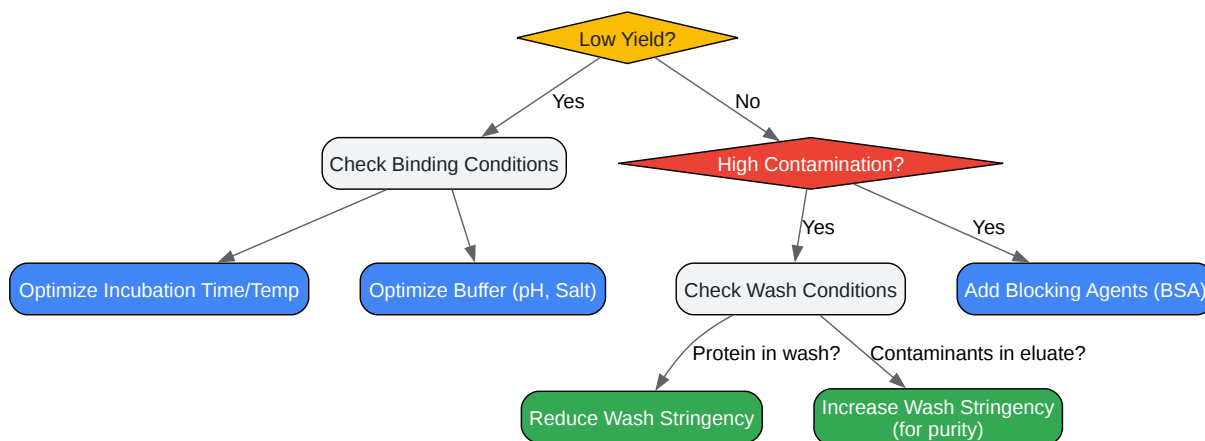 Low Yield?
Yes
No
Check Binding Conditions
High Contamination?
Yes
Yes
Optimize Incubation Time/Temp
Optimize Buffer (pH, Salt)
Check Wash Conditions
Add Blocking Agents (BSA)
Protein in wash?
Contaminants in eluate?
Reduce Wash Stringency
Increase Wash Stringency
(for purity)